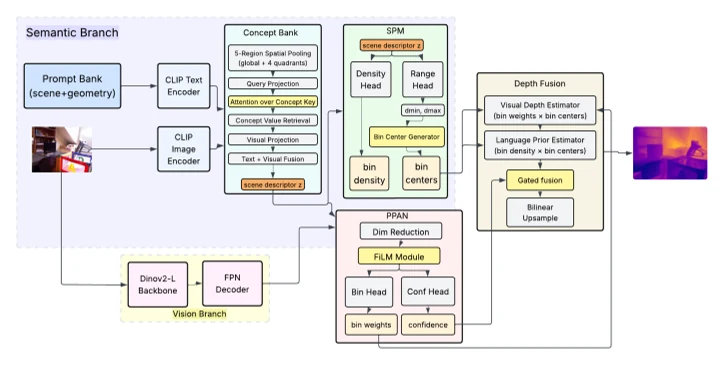 Semantic Branch
Prompt Bank
(scene+geometry)
CLIP Text
Encoder
CLIP
Image
Encoder
Concept Bank
5-Region Spatial Pooling
(global + 4 quadrants)
Query Projection
Attention over Concept Key
Concept Value Retrieval
Visual Projection
Text + Visual Fusion
scene descriptor z
SPM
scene descriptor z
Density
Head
Range
Head
dmin, dmax
Bin Center Generator
bin
density
bin
centers
Depth Fusion
Visual Depth Estimator
(bin weights × bin centers)
Language Prior Estimator
(bin density × bin centers)
Gated fusion
Bilinear
Upsample
PPAN
Dim Reduction
FiLM Module
Bin Head
Conf Head
bin weights
confidence
Dinov2-L
Backbone
FPN
Decoder
Vision Branch